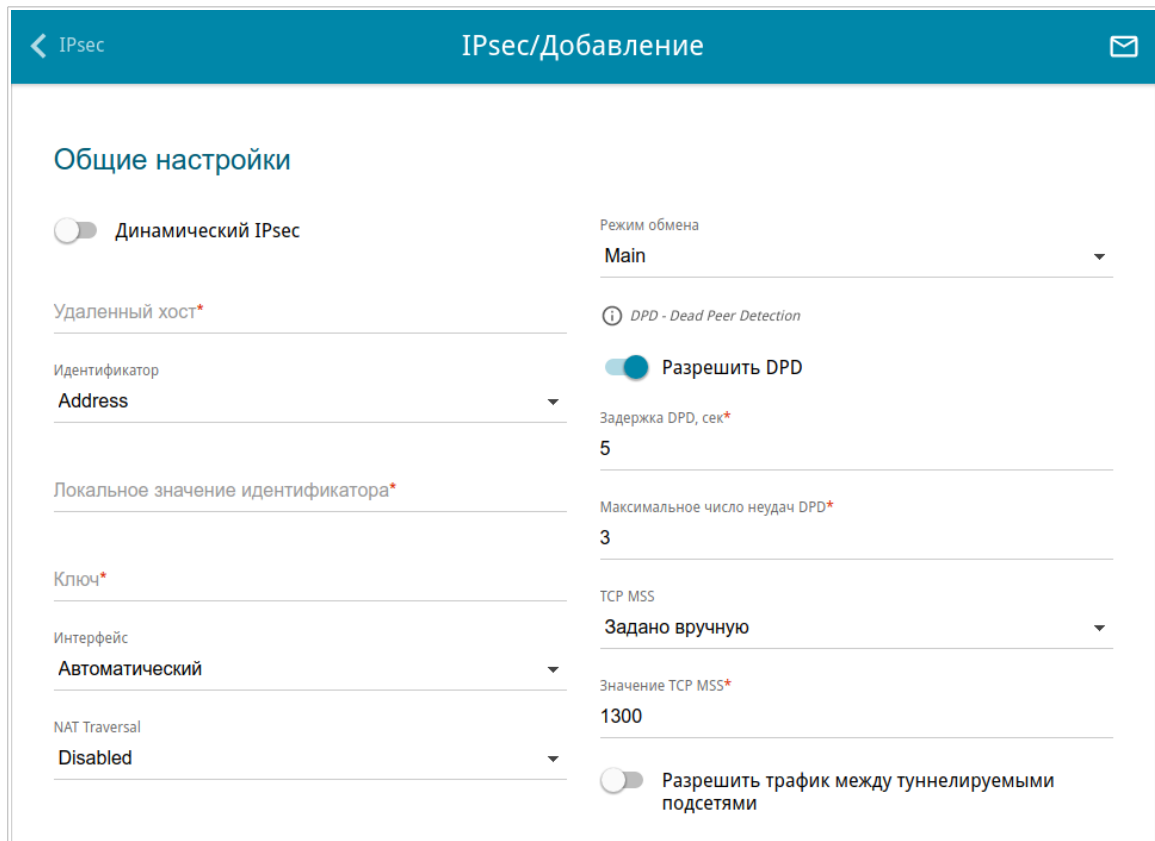 IPsec
IPsec/Добавление
Общие настройки
Динамический IPsec
Удаленный хост*
Идентификатор
Address
Локальное значение идентификатора*
Ключ*
Интерфейс
Автоматический
NAT Traversal
Disabled
Режим обмена
Main
DPD - Dead Peer Detection
Разрешить DPD
Задержка DPD, сек*
5
Максимальное число неудач DPD*
3
TCP MSS
Задано вручную
Значение TCP MSS*
1300
Разрешить трафик между туннелируемыми
подсетями